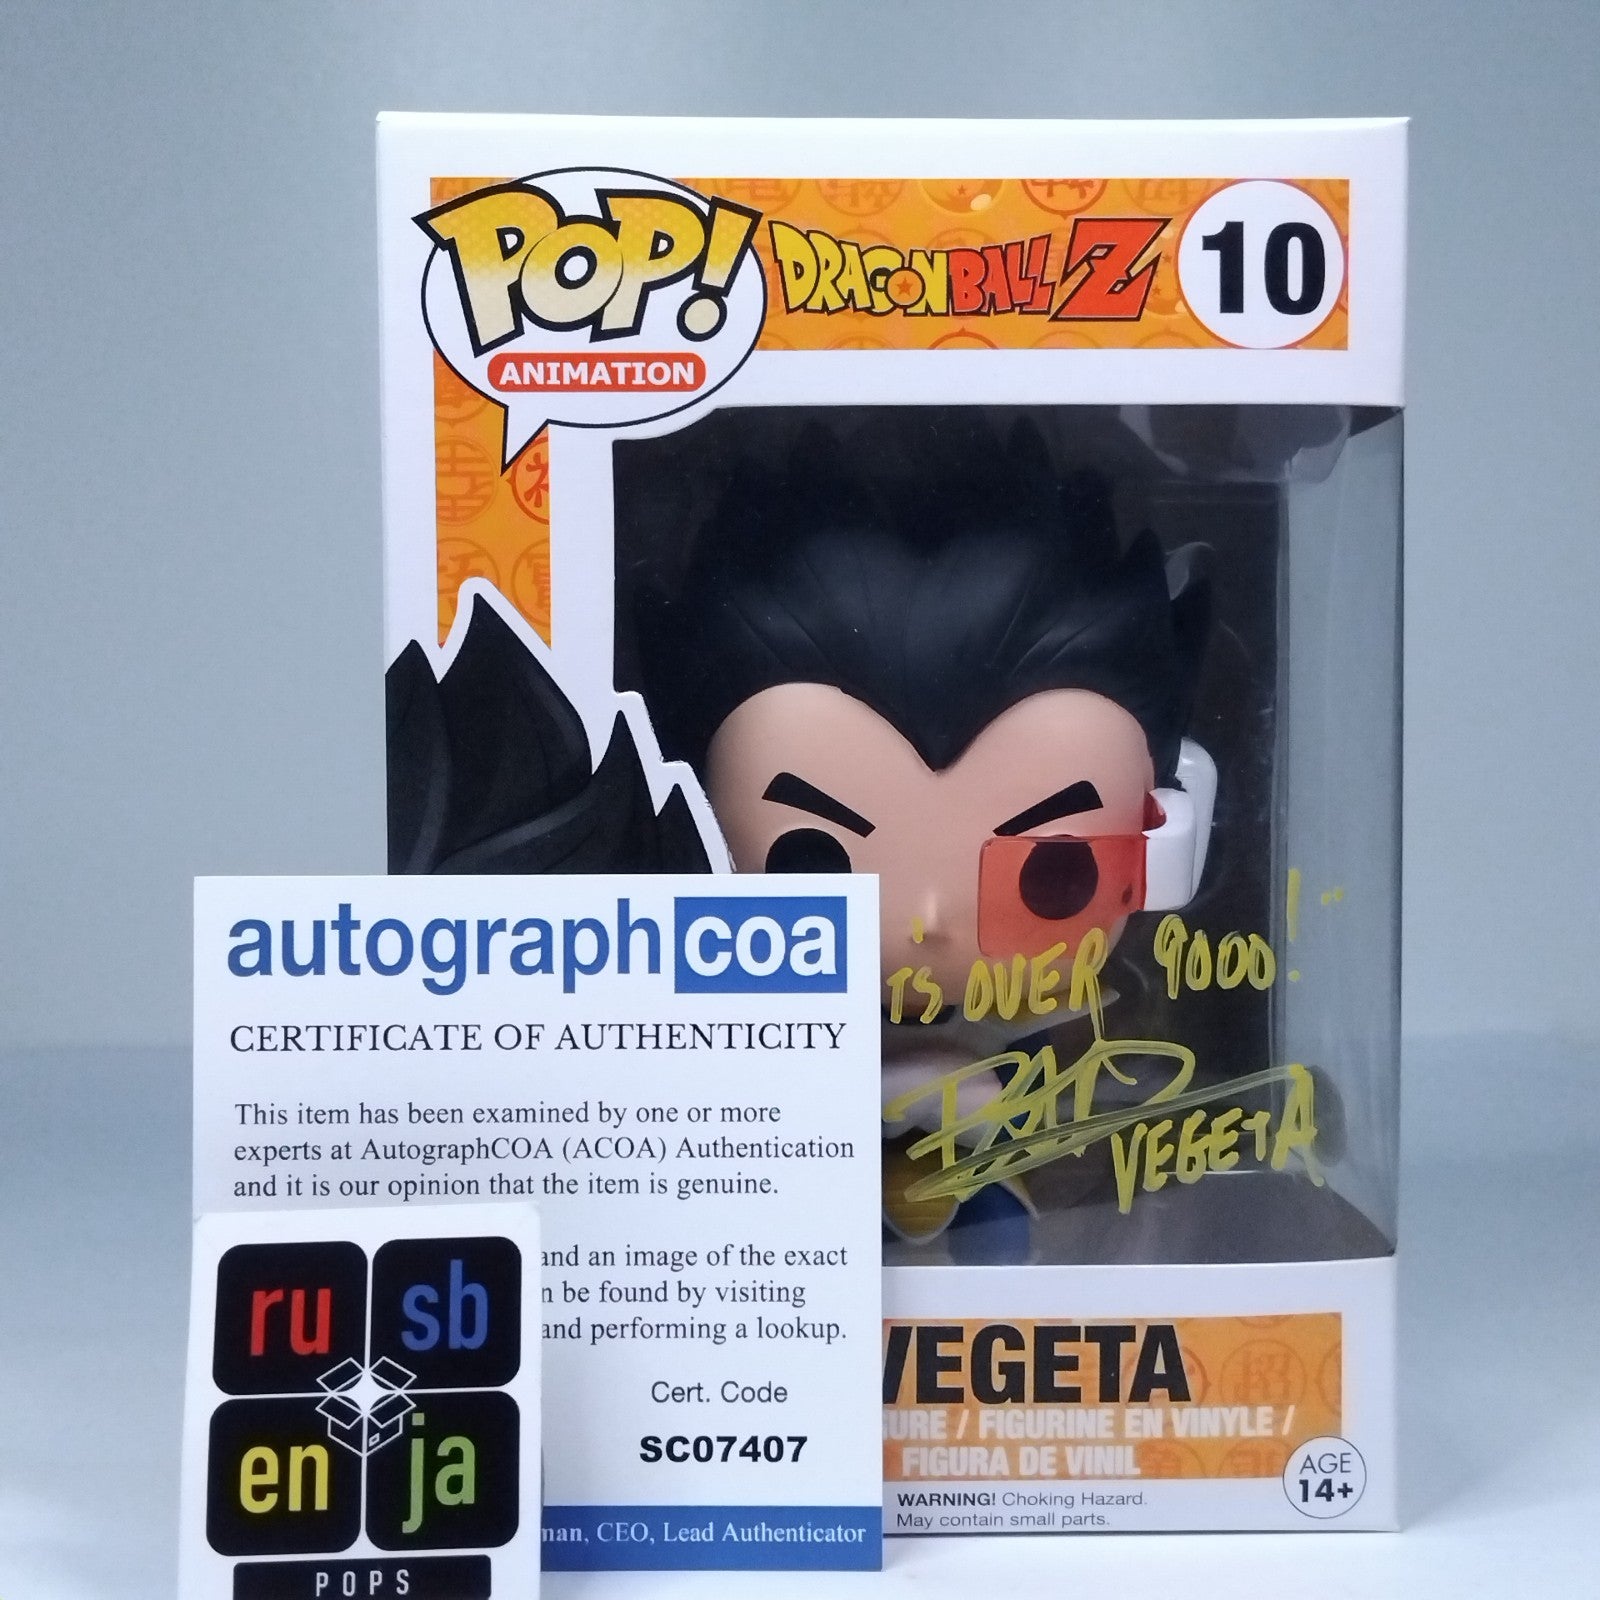 POP!
ANIMATION
DRAGONBALL Z
10
'TS OVER 9000!"
VEGETA
autographcoa
CERTIFICATE OF AUTHENTICITY
This item has been examined by one or more
experts at AutographCOA (ACOA) Authentication
and it is our opinion that the item is genuine.
and an image of the exact
n be found by visiting
and performing a lookup.
Cert. Code
SC07407
man, CEO, Lead Authenticator
ru
sb
en
ja
POPS
VEGETA
GURE / FIGURINE EN VINYLE /
FIGURA DE VINIL
WARNING! Choking Hazard.
May contain small parts.
AGE
14+